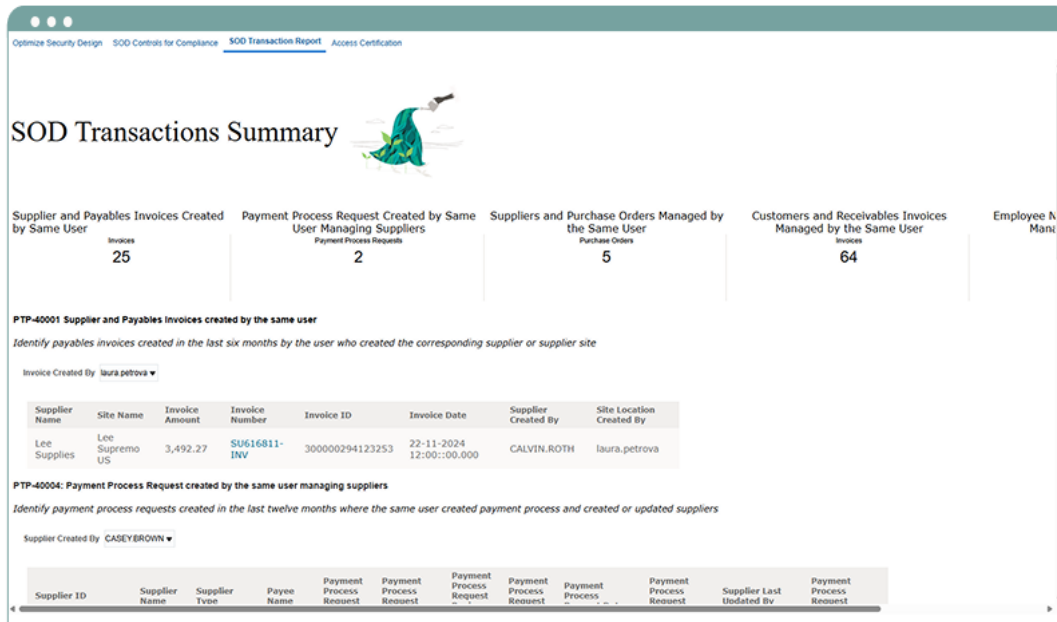 Optimize Security Design SOD Controls for Compliance SOD Transaction Report Access Certification
SOD Transactions Summary
Supplier and Payables Invoices Created
by Same User
Invoices
25
Payment Process Request Created by Same
User Managing Suppliers
Payment Process Requests
2
Suppliers and Purchase Orders Managed by
the Same User
Purchase Orders
5
Customers and Receivables Invoices
Managed by the Same User
Invoices
64
Employee
PTP-40001 Supplier and Payables Invoices created by the same user
Identify payables invoices created in the last six months by the user who created the corresponding supplier or supplier site
Invoice Created By laura.petrova
Supplier
Name
Site Name
Invoice
Amount
Invoice
Number
Invoice ID
Invoice Date
Supplier
Created By
Site Location
Created By
Lee
Supplies
Lee
Supremo
US
3,492.27
SU616811-
INV
300000294123253
22-11-2024
12:00::00.000
CALVIN.ROTH
laura.petrova
PTP-40004: Payment Process Request created by the same user managing suppliers
Identify payment process requests created in the last twelve months where the same user created payment process and created or updated suppliers
Supplier Created By CASEY.BROWN
Supplier ID
Supplier
Name
Supplier
Type
Payee
Name
Payment
Process
Request
Payment
Process
Request
Payment
Process
Request
Payment
Process
Request
Payment
Process
Payment
Process
Request
Supplier Last
Updated By
Payment
Process
Request